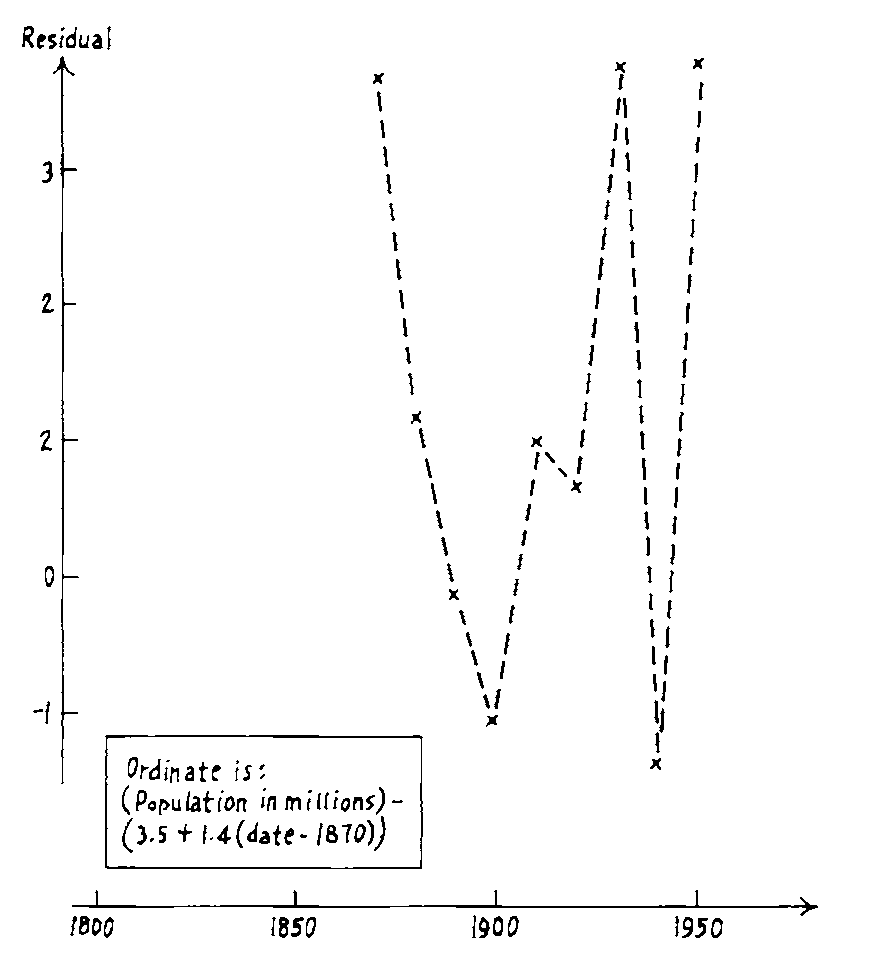 Residual
3
2
2
0
-1
Ordinate is:
(Population in millions) -
(3.5 + 1.4 (date - 1870))
1800 1850 1900 1950